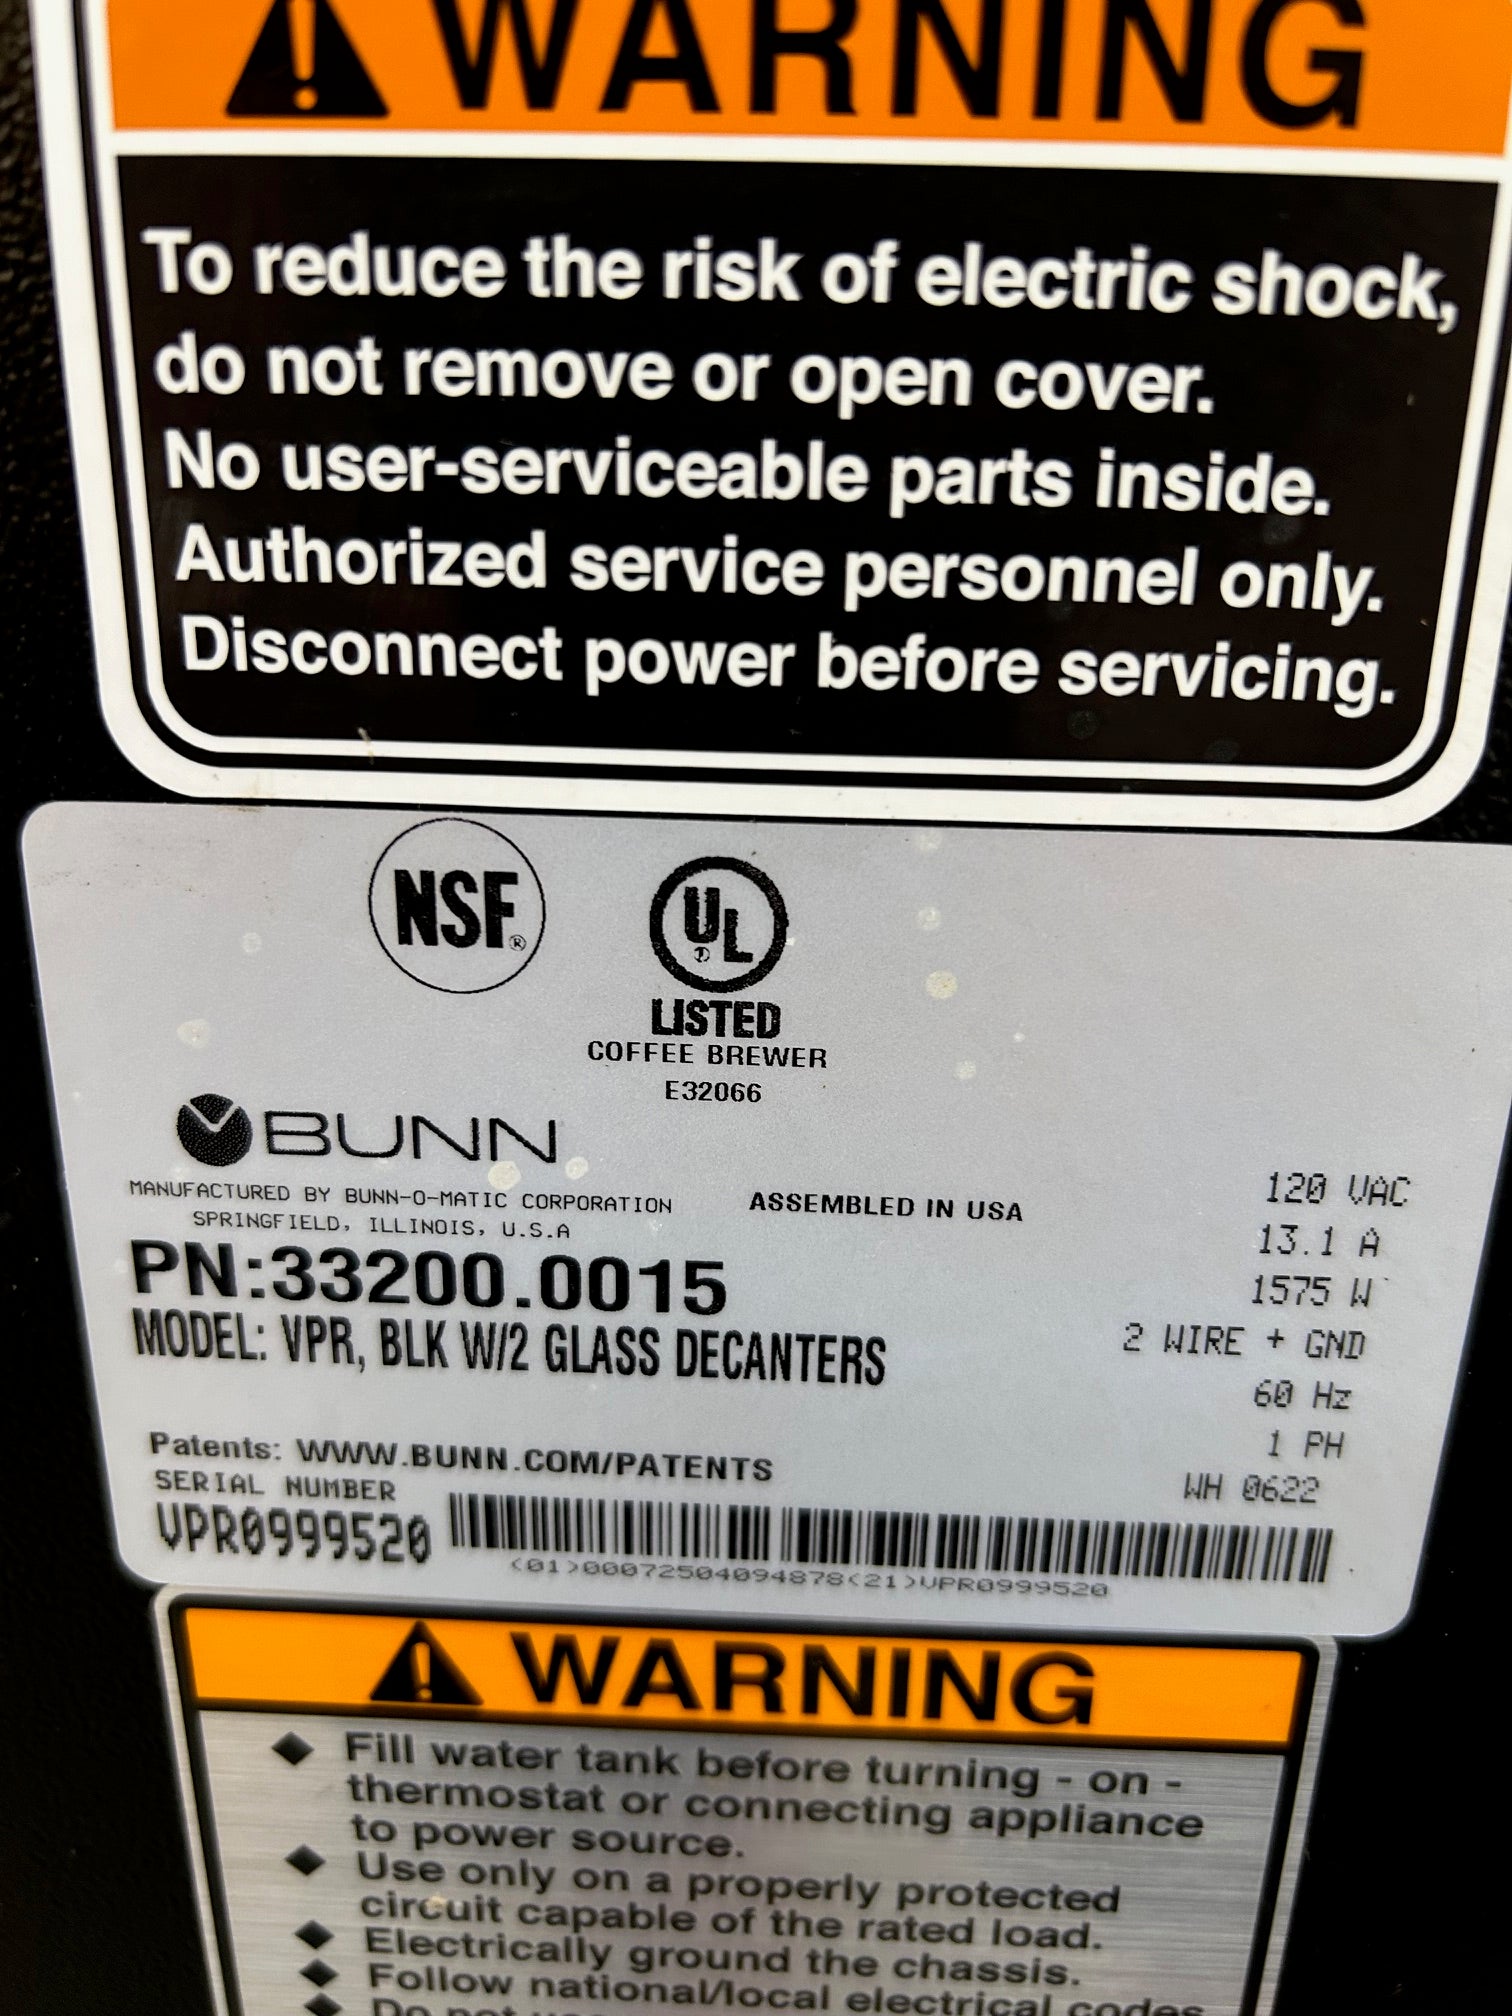 WARNING
To reduce the risk of electric shock,
do not remove or open cover.
No user-serviceable parts inside.
Authorized service personnel only.
Disconnect power before servicing.
NSF®
UL
LISTED
COFFEE BREWER
E32066
BUNN
MANUFACTURED BY BUNN-O-MATIC CORPORATION
SPRINGFIELD, ILLINOIS, U.S.A
ASSEMBLED IN USA
PN:33200.0015
MODEL: VPR, BLK W/2 GLASS DECANTERS
120 VAC
13.1 A
1575 W
2 WIRE + GND
60 Hz
1 PH
WH 0622
Patents: WWW.BUNN.COM/PATENTS
SERIAL NUMBER
VPR0999520
(01)00072504094878(21)VPR0999520
WARNING
◆ Fill water tank before turning - on -
thermostat or connecting appliance
to power source.
◆ Use only on a properly protected
circuit capable of the rated load.
◆ Electrically ground the chassis.
◆ Follow national/local electrical codes
◆ Do not